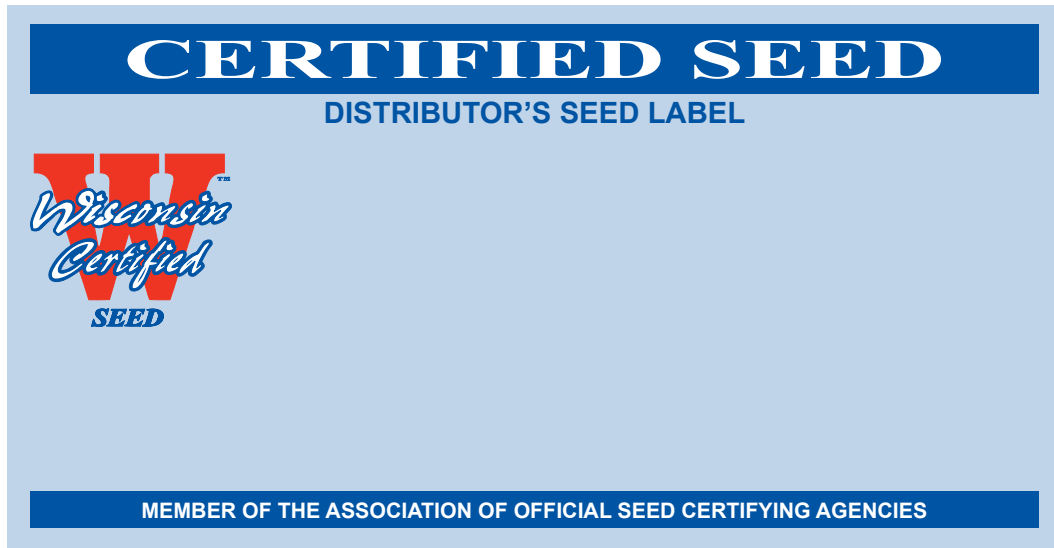 CERTIFIED SEED
DISTRIBUTOR’S SEED LABEL
™
Wisconsin
Certified
SEED
MEMBER OF THE ASSOCIATION OF OFFICIAL SEED CERTIFYING AGENCIES